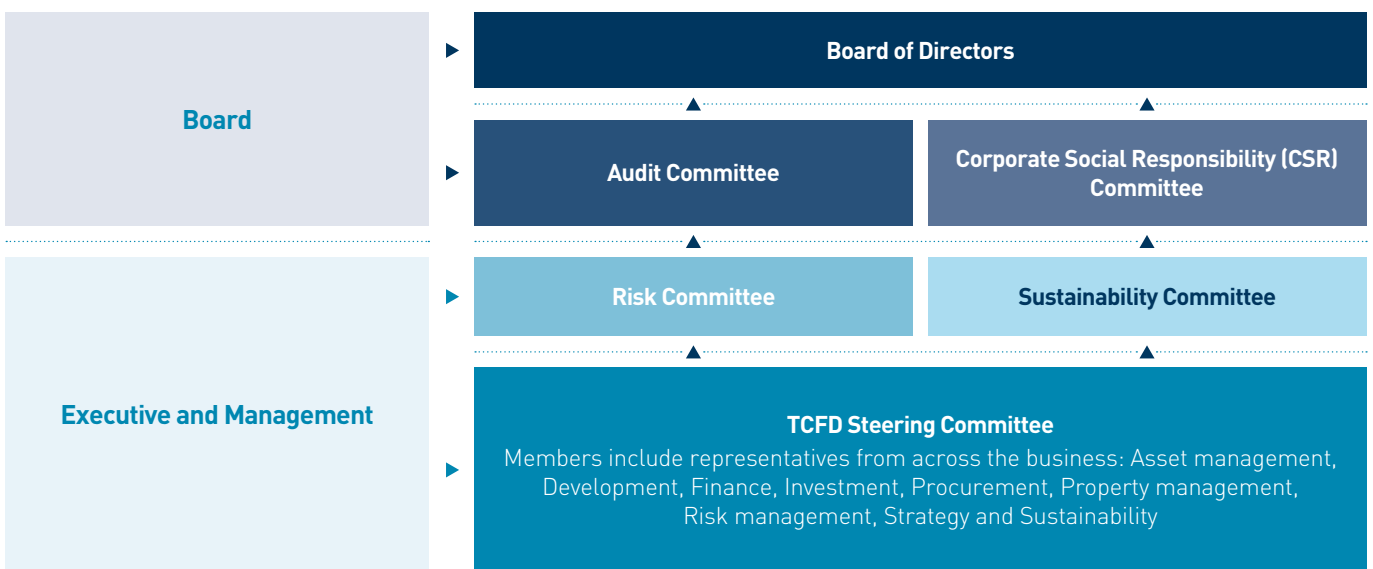 Board
Board of Directors
Audit Committee
Corporate Social Responsibility (CSR)
Committee
Executive and Management
Risk Committee
Sustainability Committee
TCFD Steering Committee
Members include representatives from across the business: Asset management,
Development, Finance, Investment, Procurement, Property management,
Risk management, Strategy and Sustainability